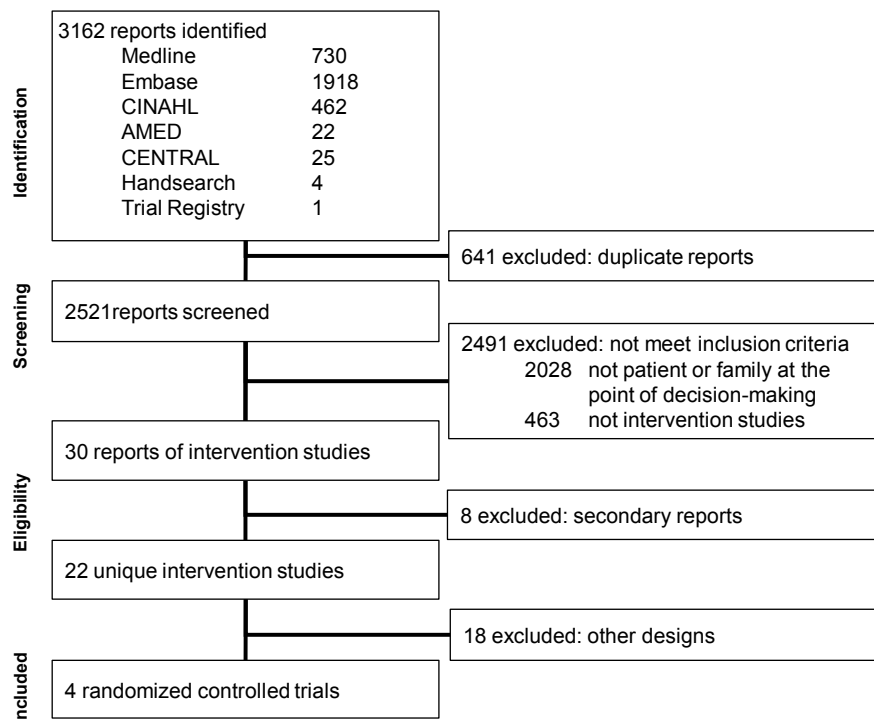 3162 reports identified
Medline 730
Embase 1918
CINAHL 462
AMED 22
CENTRAL 25
Handsearch 4
Trial Registry 1
Identification
641 excluded: duplicate reports
2521reports screened
Screening
2491 excluded: not meet inclusion criteria
2028 not patient or family at the
point of decision-making
463 not intervention studies
30 reports of intervention studies
Eligibility
8 excluded: secondary reports
22 unique intervention studies
18 excluded: other designs
4 randomized controlled trials
ncluded